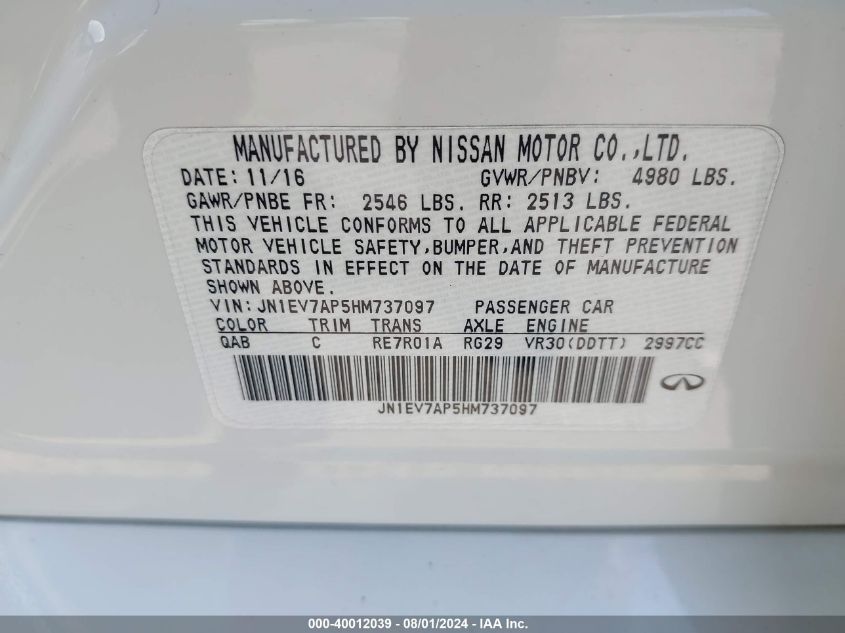 MANUFACTURED BY NISSAN MOTOR CO.,LTD.
DATE: 11/16 GVWR/PNBV: 4980 LBS.
GAWR/PNBE FR: 2546 LBS. RR: 2513 LBS.
THIS VEHICLE CONFORMS TO ALL APPLICABLE FEDERAL
MOTOR VEHICLE SAFETY,BUMPER,AND THEFT PREVENTION
STANDARDS IN EFFECT ON THE DATE OF MANUFACTURE
SHOWN ABOVE.
VIN: JN1EV7AP5HM737097 PASSENGER CAR
COLOR TRIM TRANS AXLE ENGINE
QAB C RE7R01A RG29 VR30(DDTT) 2997CC
JN1EV7AP5HM737097
000-40012039 - 08/01/2024 - IAA Inc.